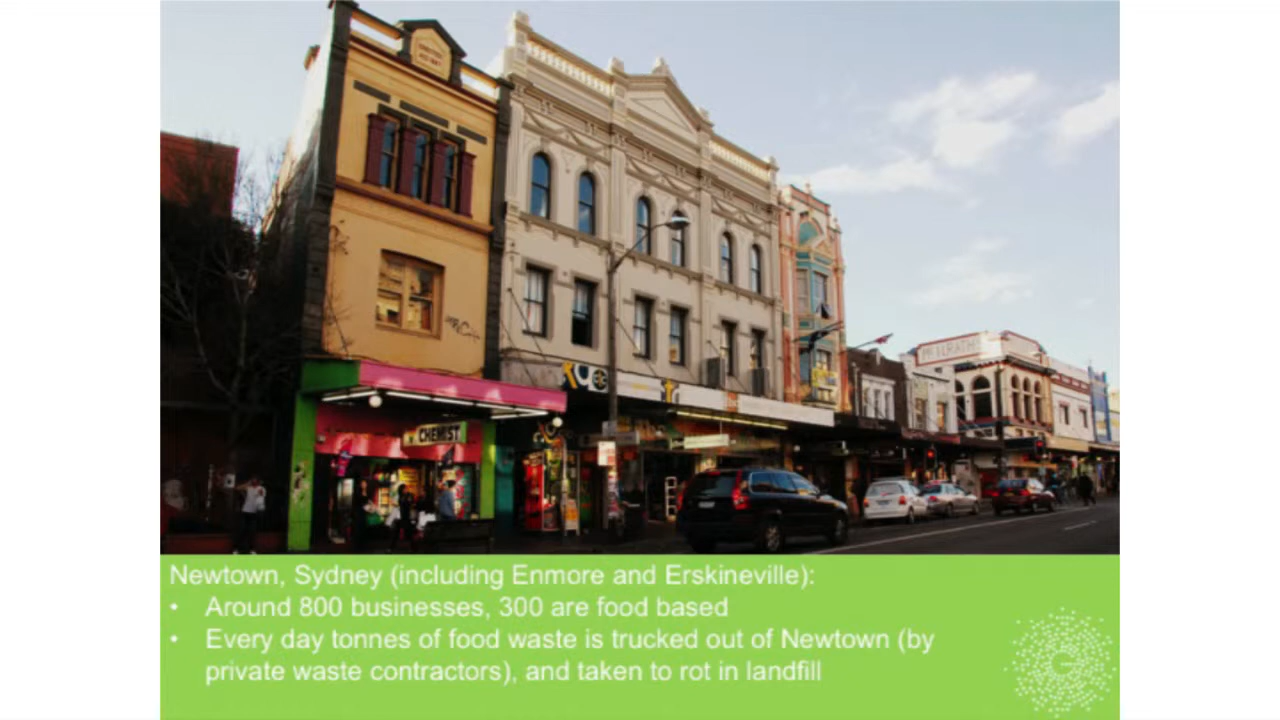 CHEMIST
Newtown, Sydney (including Enmore and Erskineville):
• Around 800 businesses, 300 are food based
• Every day tonnes of food waste is trucked out of Newtown (by
private waste contractors), and taken to rot in landfill